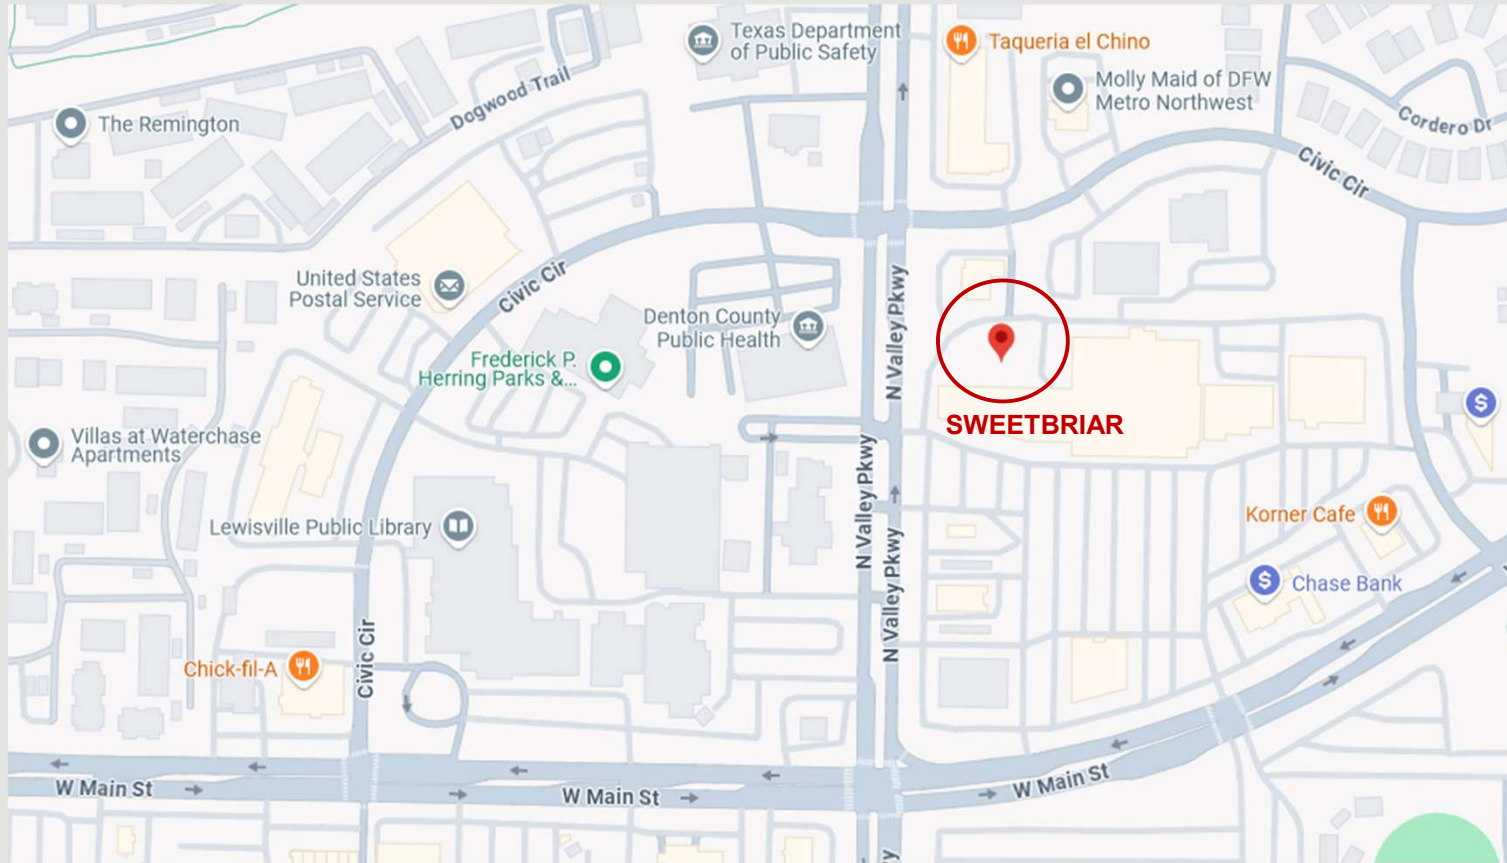 Texas Department
of Public Safety
Taqueria el Chino
Molly Maid of DFW
Metro Northwest
Cordero Dr
Dogwood Trail
The Remington
Civic Cir
United States
Postal Service
Civic Cir
N Valley Pkwy
Denton County
Public Health
Frederick P.
Herring Parks &...
SWEETBRIAR
Villas at Waterchase
Apartments
N Valley Pkwy
Lewisville Public Library
Korner Cafe
N Valley Pkwy
Chase Bank
Chick-fil-A
Civic Cir
W Main St
W Main St
W Main St